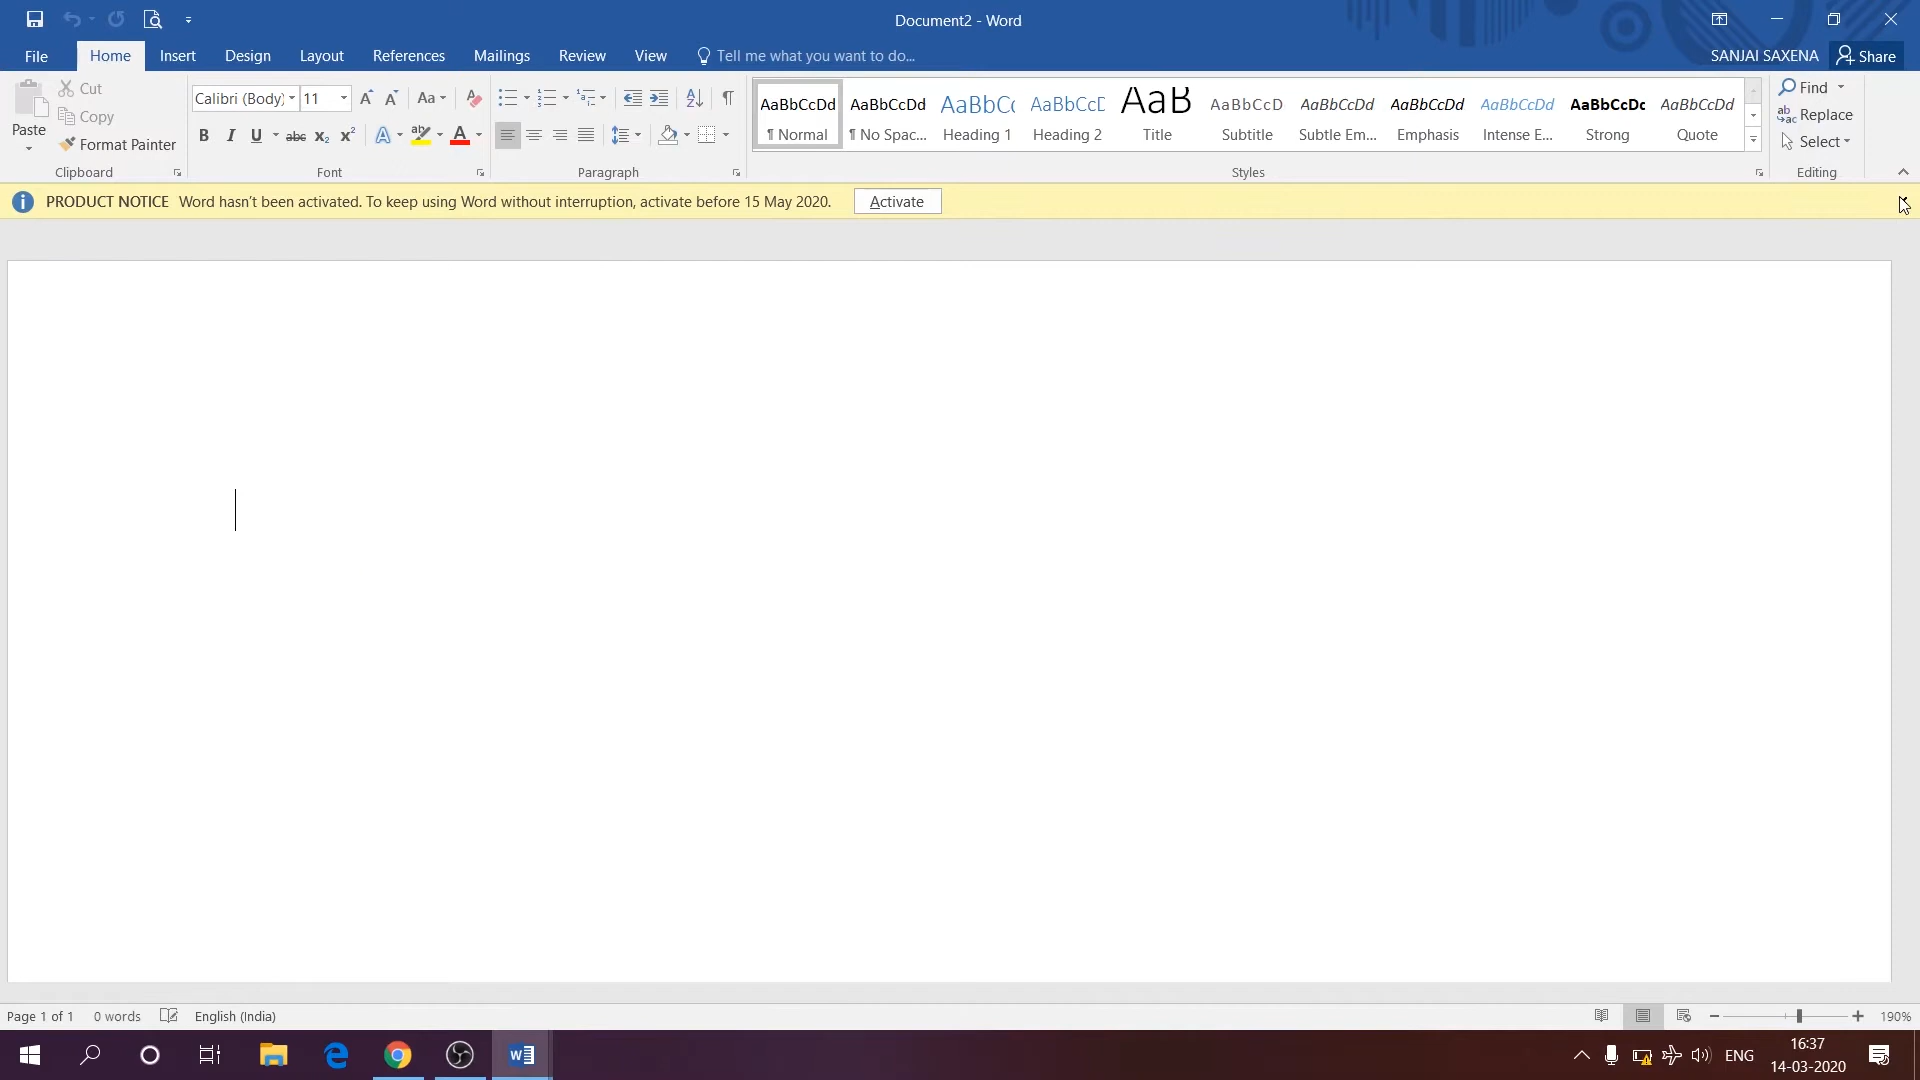 Document2 - Word
File Home Insert Design Layout References Mailings Review View Tell me what you want to do... SANJAI SAXENA Share
Paste
Cut
Copy
Format Painter
Clipboard
Calibri (Body) 11 Aa
B I U abc x₂ x² A ab A
Font
Paragraph
AaBbCcDd AaBbCcDd AaBbCc AaBbCcD AaB AaBbCcD AaBbCcDd AaBbCcDd AaBbCcDd AaBbCcDc AaBbCcDd
¶ Normal ¶ No Spac... Heading 1 Heading 2 Title Subtitle Subtle Em... Emphasis Intense E... Strong Quote
Styles
Find
Replace
Select
Editing
PRODUCT NOTICE Word hasn't been activated. To keep using Word without interruption, activate before 15 May 2020. Activate
Page 1 of 1 0 words English (India) 190%
ENG 16:37
14-03-2020